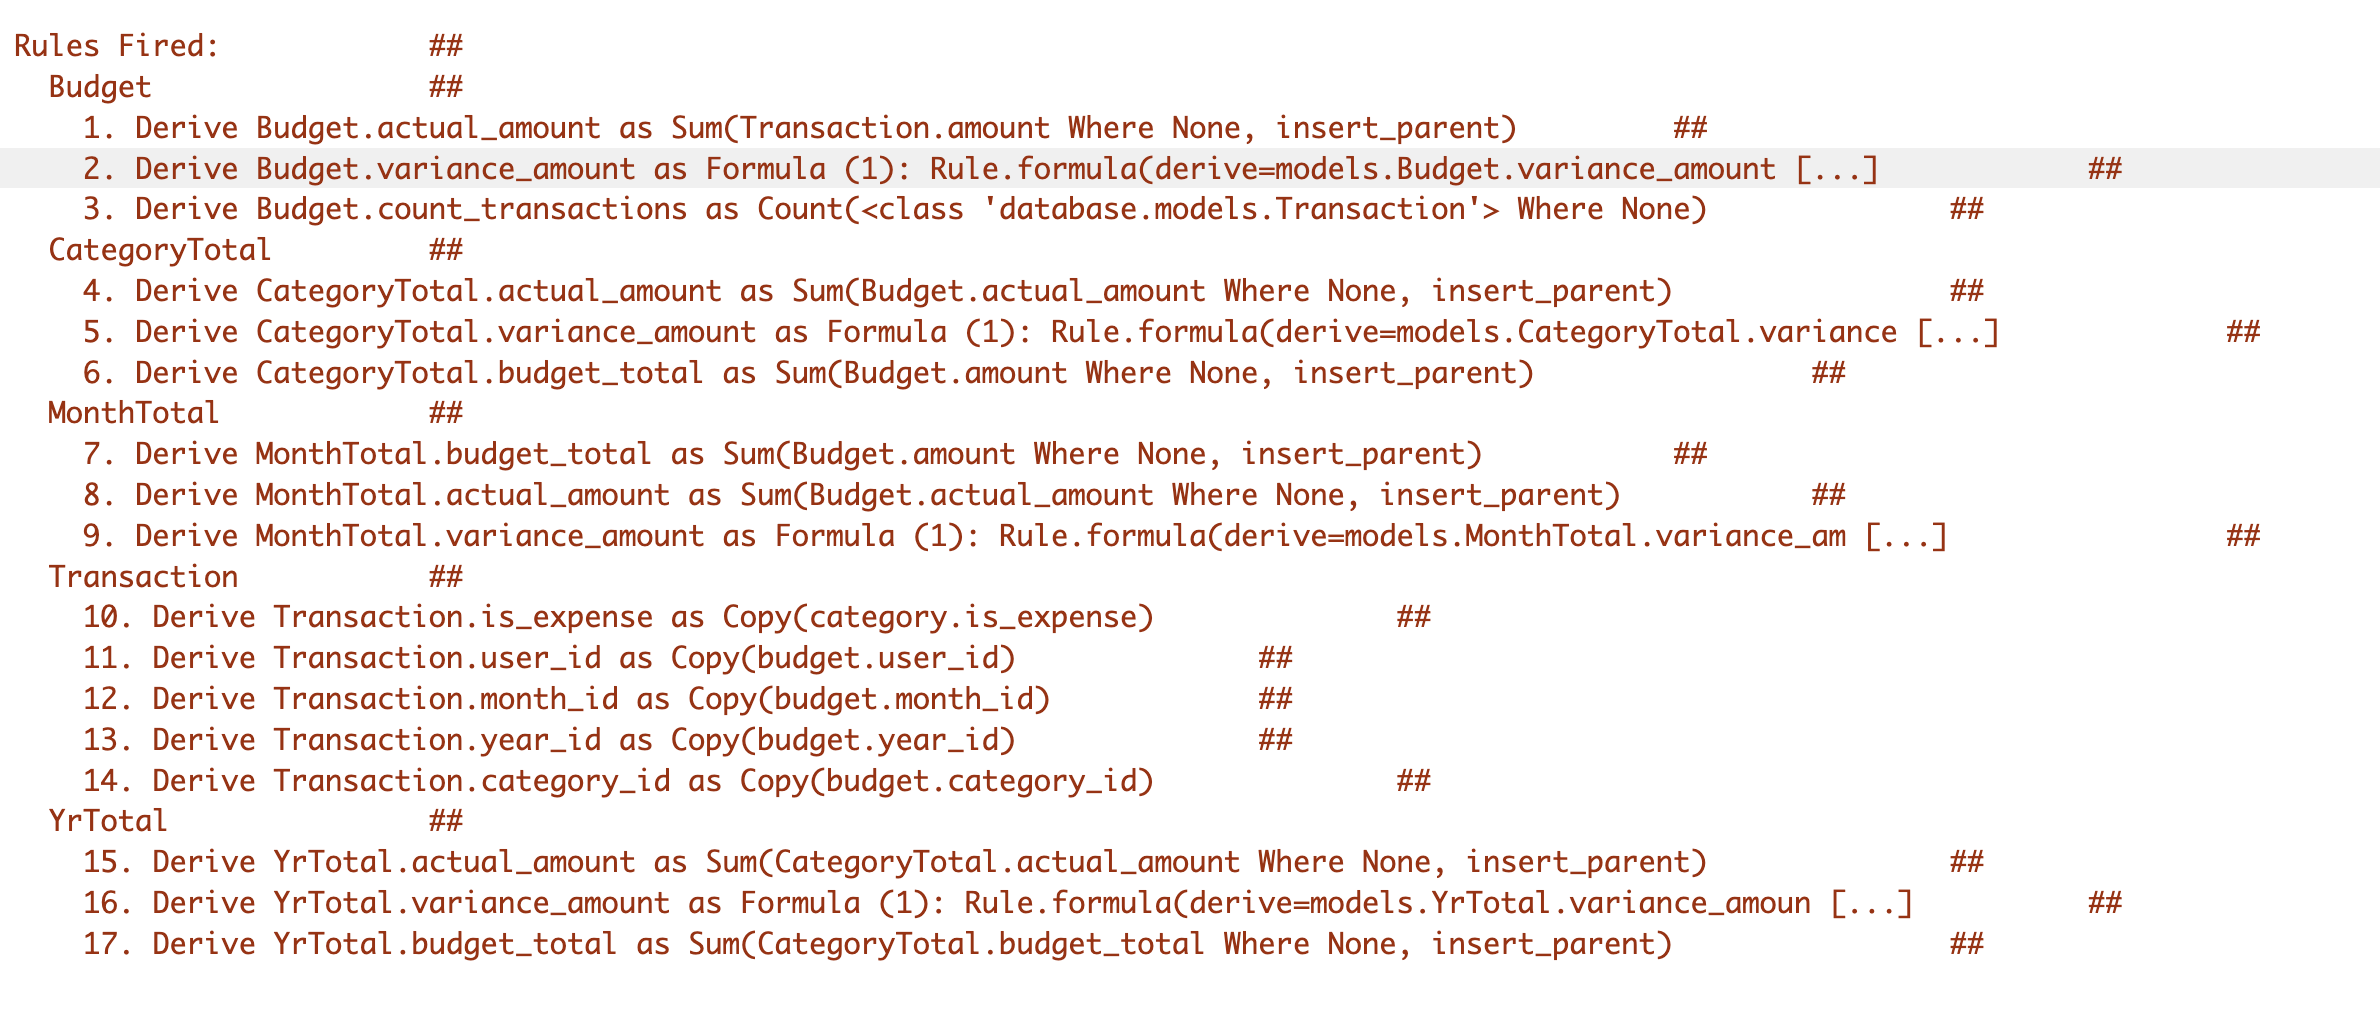 Rules Fired: ##
Budget ##
1. Derive Budget.actual_amount as Sum(Transaction.amount Where None, insert_parent) ##
2. Derive Budget.variance_amount as Formula (1): Rule.formula(derive=models.Budget.variance_amount [...] ##
3. Derive Budget.count_transactions as Count(<class 'database.models.Transaction'> Where None) ##
CategoryTotal ##
4. Derive CategoryTotal.actual_amount as Sum(Budget.actual_amount Where None, insert_parent) ##
5. Derive CategoryTotal.variance_amount as Formula (1): Rule.formula(derive=models.CategoryTotal.variance [...] ##
6. Derive CategoryTotal.budget_total as Sum(Budget.amount Where None, insert_parent) ##
MonthTotal ##
7. Derive MonthTotal.budget_total as Sum(Budget.amount Where None, insert_parent) ##
8. Derive MonthTotal.actual_amount as Sum(Budget.actual_amount Where None, insert_parent) ##
9. Derive MonthTotal.variance_amount as Formula (1): Rule.formula(derive=models.MonthTotal.variance_am [...] ##
Transaction ##
10. Derive Transaction.is_expense as Copy(category.is_expense) ##
11. Derive Transaction.user_id as Copy(budget.user_id) ##
12. Derive Transaction.month_id as Copy(budget.month_id) ##
13. Derive Transaction.year_id as Copy(budget.year_id) ##
14. Derive Transaction.category_id as Copy(budget.category_id) ##
YrTotal ##
15. Derive YrTotal.actual_amount as Sum(CategoryTotal.actual_amount Where None, insert_parent) ##
16. Derive YrTotal.variance_amount as Formula (1): Rule.formula(derive=models.YrTotal.variance_amoun [...] ##
17. Derive YrTotal.budget_total as Sum(CategoryTotal.budget_total Where None, insert_parent) ##